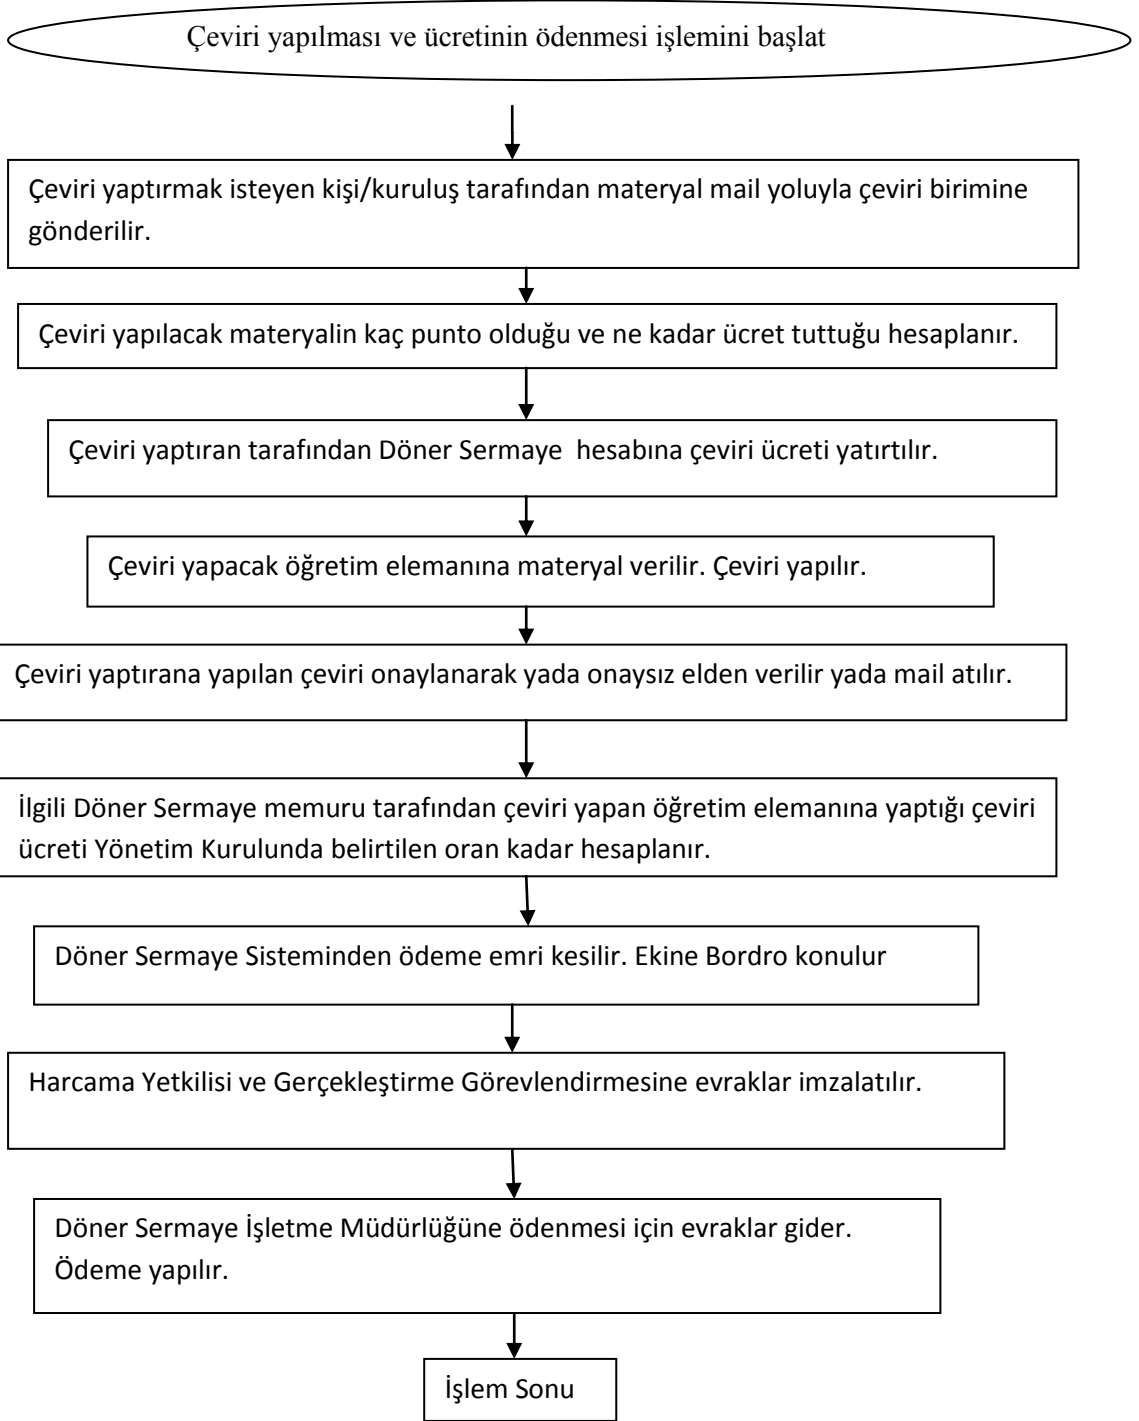 Çeviri yapılması ve ücretinin ödenmesi işlemini başlat
Çeviri yaptırmak isteyen kişi/kuruluş tarafından materyal mail yoluyla çeviri birimine
gönderilir.
Çeviri yapılacak materyalin kaç punto olduğu ve ne kadar ücret tuttuğu hesaplanır.
Çeviri yaptıran tarafından Döner Sermaye hesabına çeviri ücreti yatırtılır.
Çeviri yapacak öğretim elemanına materyal verilir. Çeviri yapılır.
Çeviri yaptırana yapılan çeviri onaylanarak yada onaysız elden verilir yada mail atılır.
İlgili Döner Sermaye memuru tarafından çeviri yapan öğretim elemanına yaptığı çeviri
ücreti Yönetim Kurulunda belirtilen oran kadar hesaplanır.
Döner Sermaye Sisteminden ödeme emri kesilir. Ekine Bordro konulur
Harcama Yetkilisi ve Gerçekleştirme Görevlendirmesine evraklar imzalatılır.
Döner Sermaye İşletme Müdürlüğüne ödenmesi için evraklar gider.
Ödeme yapılır.
İşlem Sonu